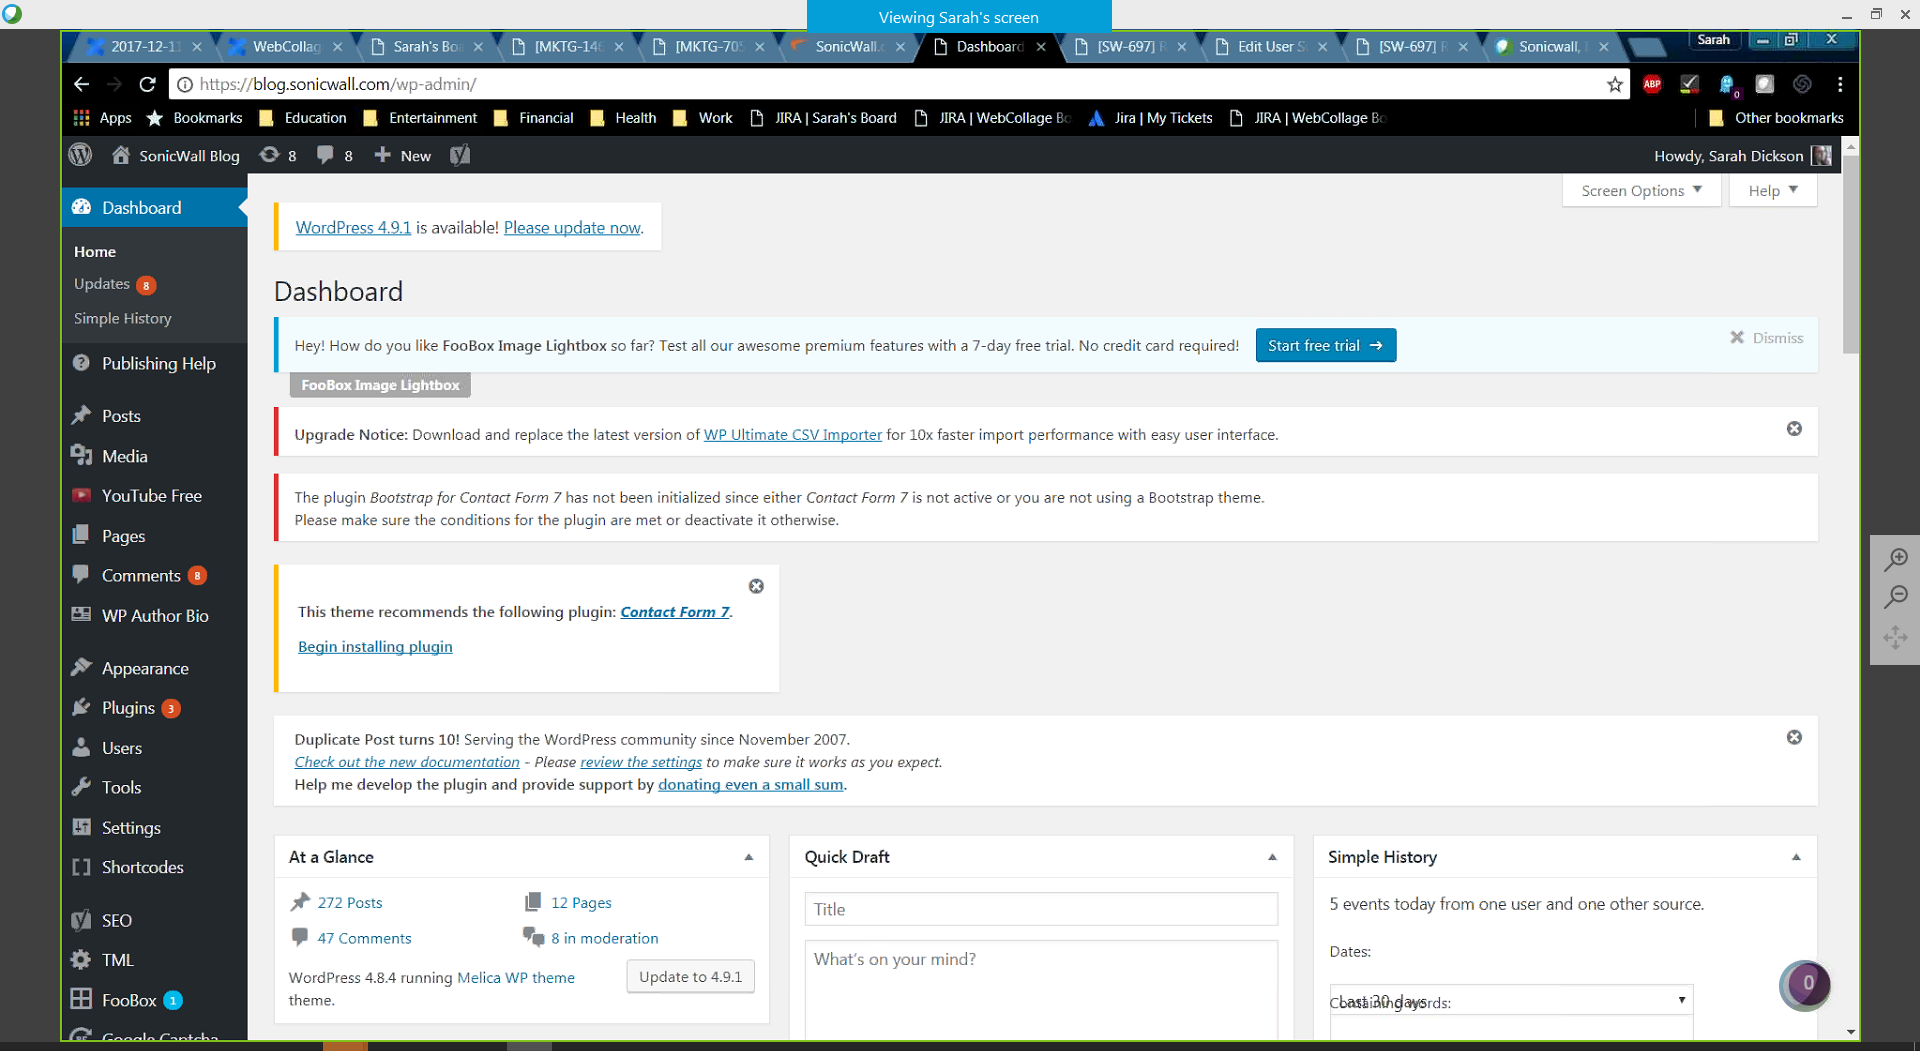 Viewing Sarah's screen
2017-12-11
WebCollag
Sarah's Bo
[MKTG-146
[MKTG-705
SonicWall.c
Dashboard
[SW-697] R
Edit User S
[SW-697] R
Sonicwall,
Sarah
https://blog.sonicwall.com/wp-admin/
ABP
0
Apps
Bookmarks
Education
Entertainment
Financial
Health
Work
JIRA | Sarah's Board
JIRA | WebCollage Bo
Jira | My Tickets
JIRA | WebCollage Bo
Other bookmarks
SonicWall Blog
8
8
New
Howdy, Sarah Dickson
Dashboard
Home
Updates 8
Simple History
Publishing Help
Posts
Media
YouTube Free
Pages
Comments 8
WP Author Bio
Appearance
Plugins 3
Users
Tools
Settings
Shortcodes
SEO
TML
FooBox 1
Google Captcha
Screen Options
Help
WordPress 4.9.1 is available! Please update now.
Dashboard
Hey! How do you like FooBox Image Lightbox so far? Test all our awesome premium features with a 7-day free trial. No credit card required!
Start free trial →
Dismiss
FooBox Image Lightbox
Upgrade Notice: Download and replace the latest version of WP Ultimate CSV Importer for 10x faster import performance with easy user interface.
The plugin Bootstrap for Contact Form 7 has not been initialized since either Contact Form 7 is not active or you are not using a Bootstrap theme.
Please make sure the conditions for the plugin are met or deactivate it otherwise.
This theme recommends the following plugin: Contact Form 7.
Begin installing plugin
Duplicate Post turns 10! Serving the WordPress community since November 2007.
Check out the new documentation - Please review the settings to make sure it works as you expect.
Help me develop the plugin and provide support by donating even a small sum.
At a Glance
272 Posts
12 Pages
47 Comments
8 in moderation
WordPress 4.8.4 running Melica WP theme
theme.
Update to 4.9.1
Quick Draft
Title
What's on your mind?
Simple History
5 events today from one user and one other source.
Dates:
Last 30 days
Containing words:
0